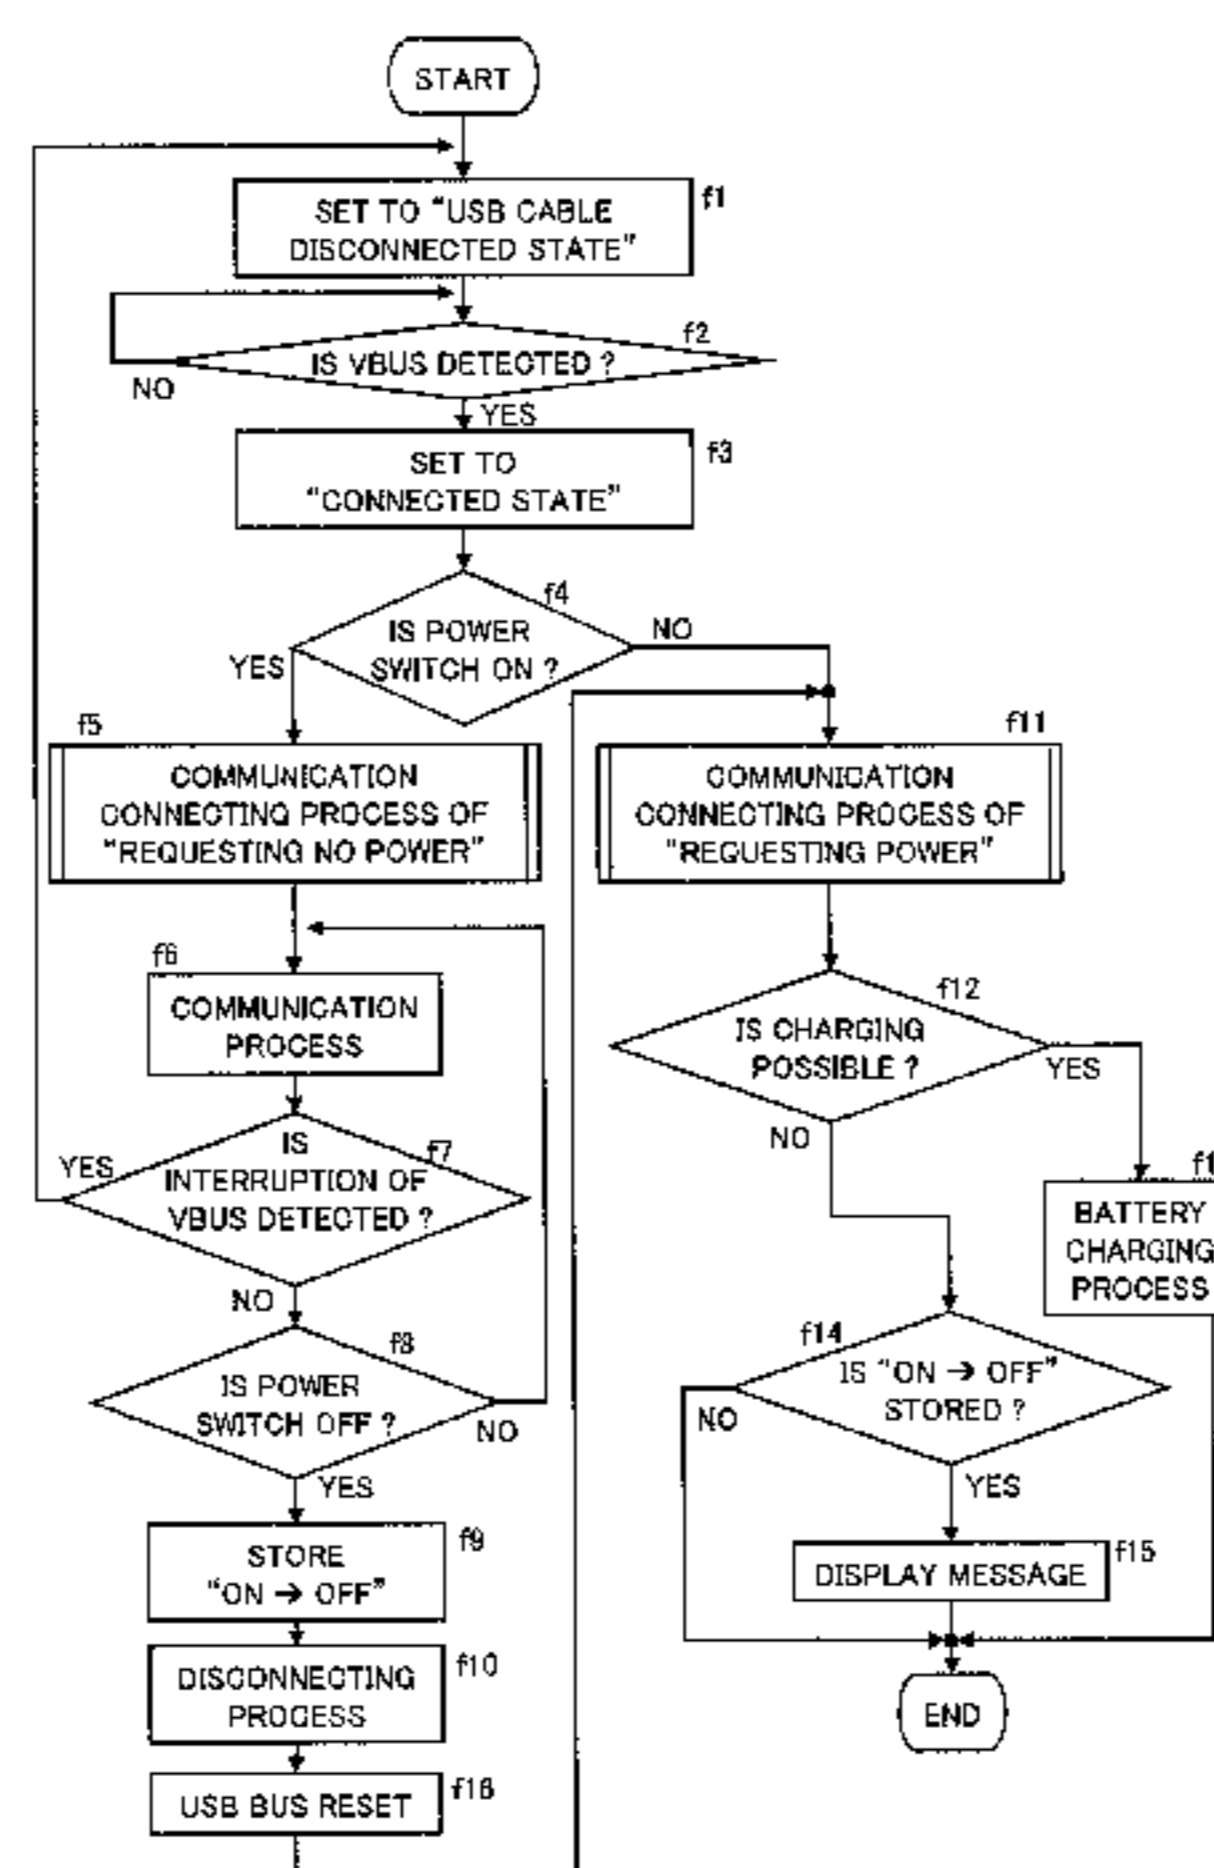 START
f1
SET TO "USB CABLE
DISCONNECTED STATE"
f2
IS VBUS DETECTED ?
NO
YES
f3
SET TO
"CONNECTED STATE"
f4
IS POWER
SWITCH ON ?
NO
YES
f5
COMMUNICATION
CONNECTING PROCESS OF
"REQUESTING NO POWER"
f11
COMMUNICATION
CONNECTING PROCESS OF
"REQUESTING POWER"
f6
COMMUNICATION
PROCESS
f12
IS CHARGING
POSSIBLE ?
YES
NO
f7
IS
INTERRUPTION OF
VBUS DETECTED ?
YES
NO
BATTERY
CHARGING
PROCESS
f8
IS POWER
SWITCH OFF ?
NO
YES
f14
IS "ON → OFF"
STORED ?
NO
YES
f9
STORE
"ON → OFF"
f15
DISPLAY MESSAGE
f10
DISCONNECTING
PROCESS
END
USB BUS RESET